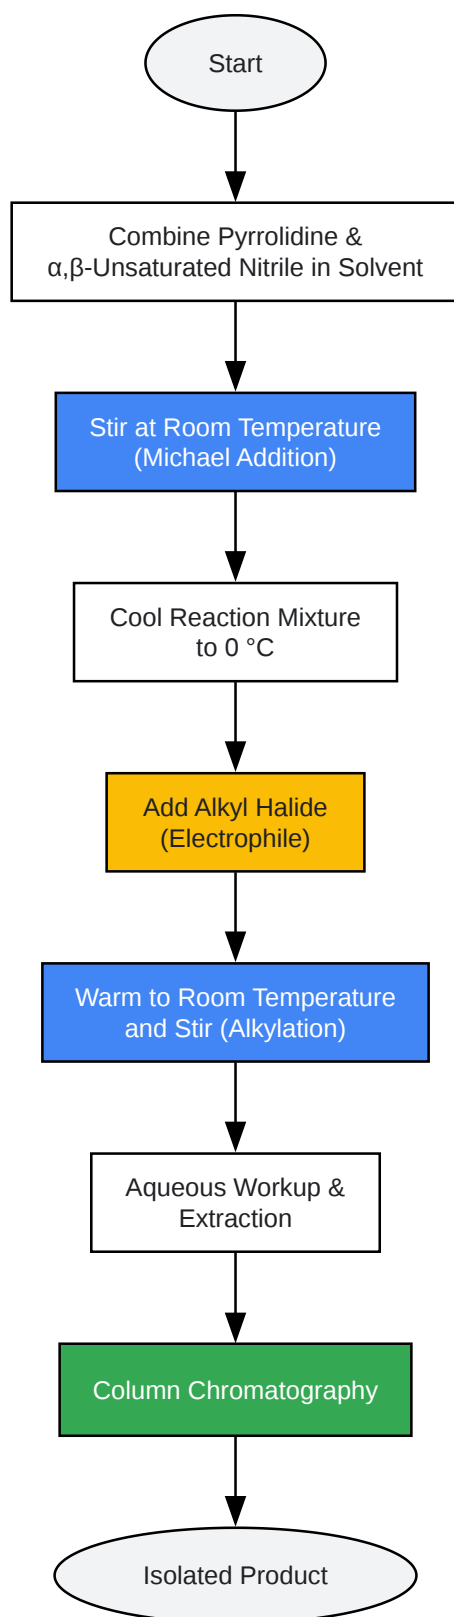 Start
Combine Pyrrolidine &
α,β-Unsaturated Nitrile in Solvent
Stir at Room Temperature
(Michael Addition)
Cool Reaction Mixture
to 0 °C
Add Alkyl Halide
(Electrophile)
Warm to Room Temperature
and Stir (Alkylation)
Aqueous Workup &
Extraction
Column Chromatography
Isolated Product